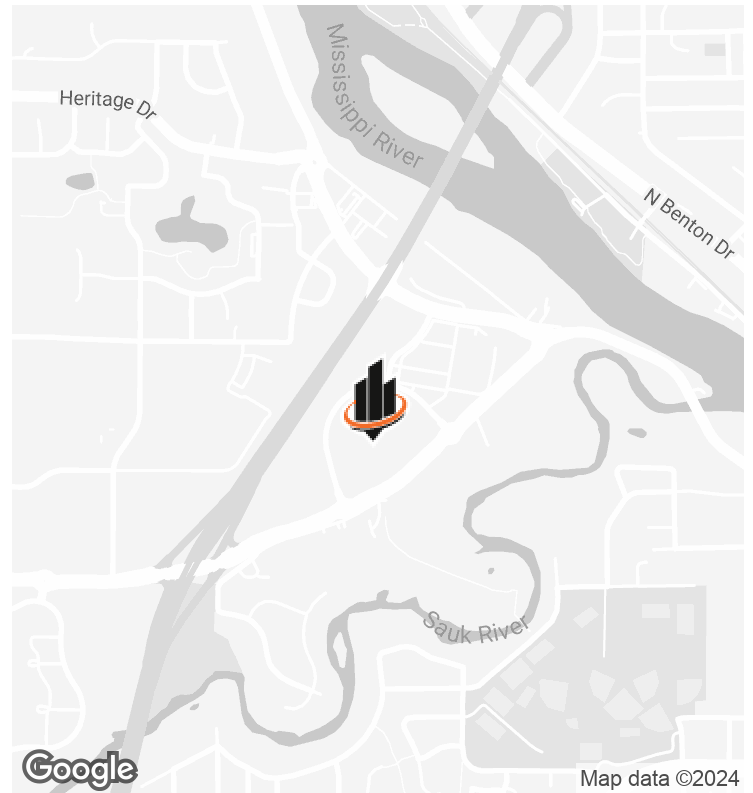 Mississippi River
Heritage Dr
N Benton Dr
Sauk River
Google
Map data ©2024